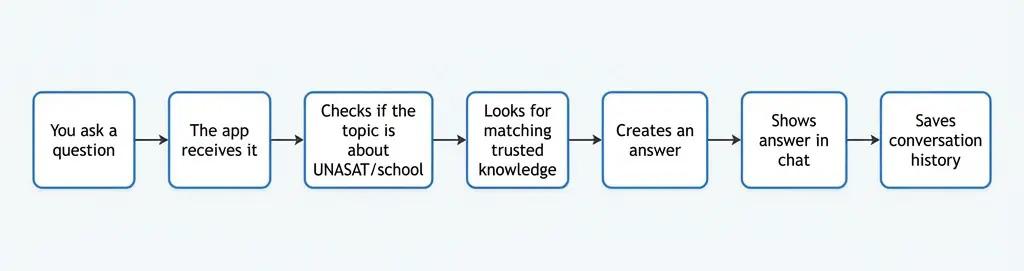 You ask a
question
The app
receives it
Checks if the
topic is
about
UNASAT/school
Looks for
matching
trusted
knowledge
Creates an
answer
Shows
answer in
chat
Saves
conversation
history